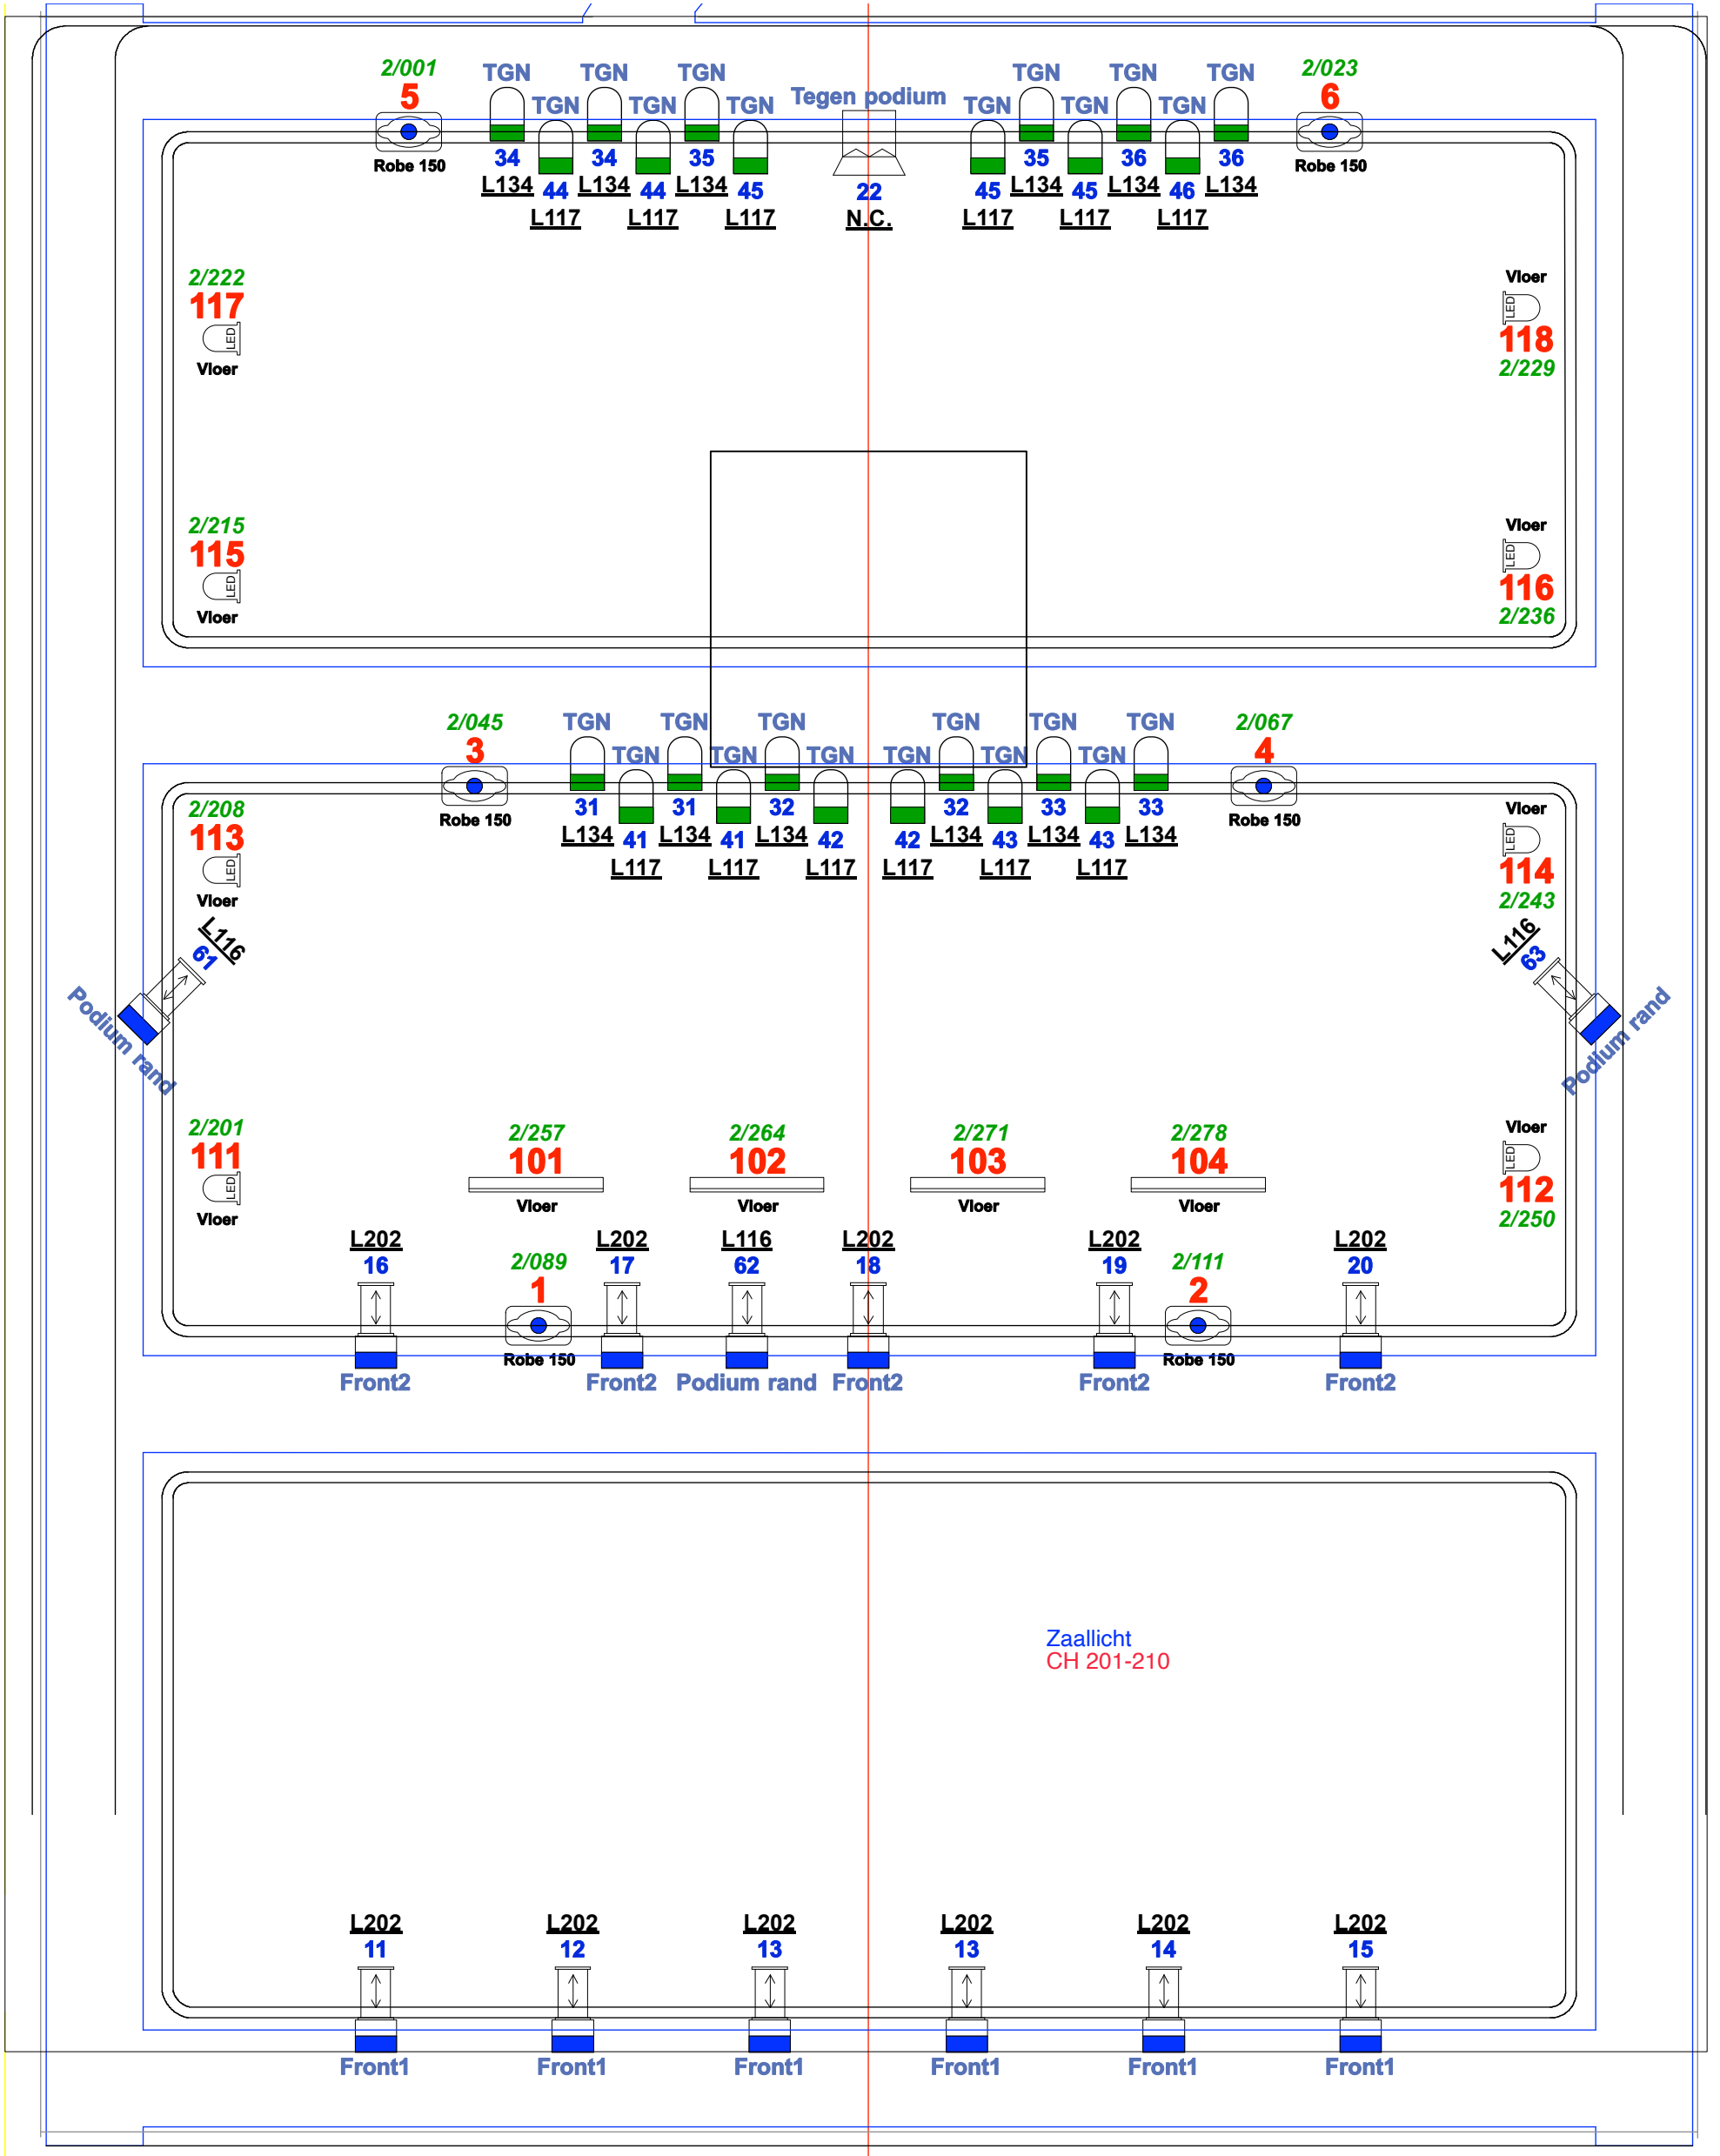 2/001
5
Robe 150
TGN TGN TGN
TGN TGN TGN
34 34 35
L134 L134 L134
44 44 45
L117 L117 L117
Tegen podium
22
N.C.
TGN TGN TGN
TGN TGN TGN
35 36 36
L134 L134 L134
45 45 46
L117 L117 L117
2/023
6
Robe 150
2/222
117
LED
Vloer
Vloer
LED
118
2/229
2/215
115
LED
Vloer
Vloer
LED
116
2/236
2/045
3
Robe 150
TGN TGN TGN
TGN TGN TGN
31 31 32
L134 L134 L134
41 41 42
L117 L117 L117
TGN TGN TGN
TGN TGN
32 33 33
L134 L134 L134
42 43 43
L117 L117 L117
2/067
4
Robe 150
2/208
113
LED
Vloer
Vloer
LED
114
2/243
L116
61
Podium rand
L116
63
Podium rand
2/201
111
LED
Vloer
2/257
101
Vloer
2/264
102
Vloer
2/271
103
Vloer
2/278
104
Vloer
Vloer
LED
112
2/250
L202
16
Front2
2/089
1
Robe 150
L202
17
Front2
L116
62
Podium rand
L202
18
Front2
L202
19
Front2
2/111
2
Robe 150
L202
20
Front2
Zaallicht
CH 201-210
L202 L202 L202 L202 L202 L202
11 12 13 13 14 15
Front1 Front1 Front1 Front1 Front1 Front1